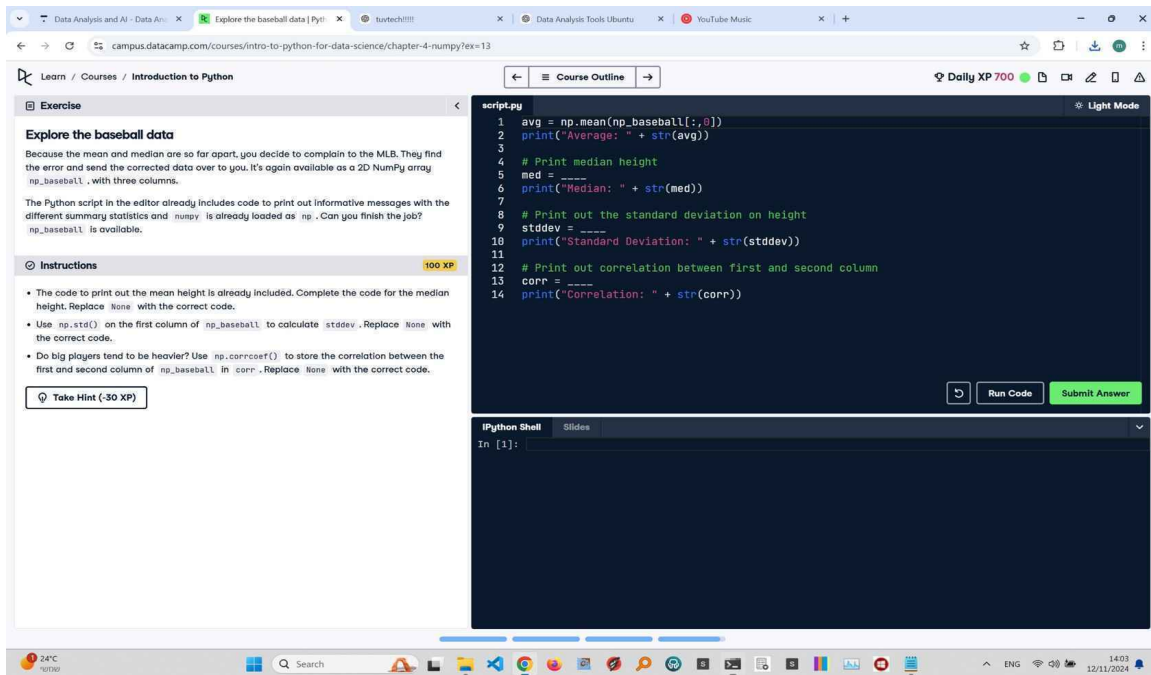 Data Analysis and AI - Data An
Explore the baseball data | Pyth
tuvtech!!!!!
Data Analysis Tools Ubuntu
YouTube Music
campus.datacamp.com/courses/intro-to-python-for-data-science/chapter-4-numpy?ex=13
Learn / Courses / Introduction to Python
Course Outline
Daily XP 700
Exercise
Explore the baseball data
Because the mean and median are so far apart, you decide to complain to the MLB. They find
the error and send the corrected data over to you. It's again available as a 2D NumPy array
np_baseball , with three columns.
The Python script in the editor already includes code to print out informative messages with the
different summary statistics and numpy is already loaded as np . Can you finish the job?
np_baseball is available.
Instructions
100 XP
• The code to print out the mean height is already included. Complete the code for the median
height. Replace None with the correct code.
• Use np.std() on the first column of np_baseball to calculate stddev . Replace None with
the correct code.
• Do big players tend to be heavier? Use np.corrcoef() to store the correlation between the
first and second column of np_baseball in corr . Replace None with the correct code.
Take Hint (-30 XP)
script.py
Light Mode
1 avg = np.mean(np_baseball[:,0])
2 print("Average: " + str(avg))
3
4 # Print median height
5 med = ____
6 print("Median: " + str(med))
7
8 # Print out the standard deviation on height
9 stddev = ____
10 print("Standard Deviation: " + str(stddev))
11
12 # Print out correlation between first and second column
13 corr = ____
14 print("Correlation: " + str(corr))
Run Code
Submit Answer
IPython Shell
Slides
In [1]:
24°C
Search
ENG
14:03
12/11/2024